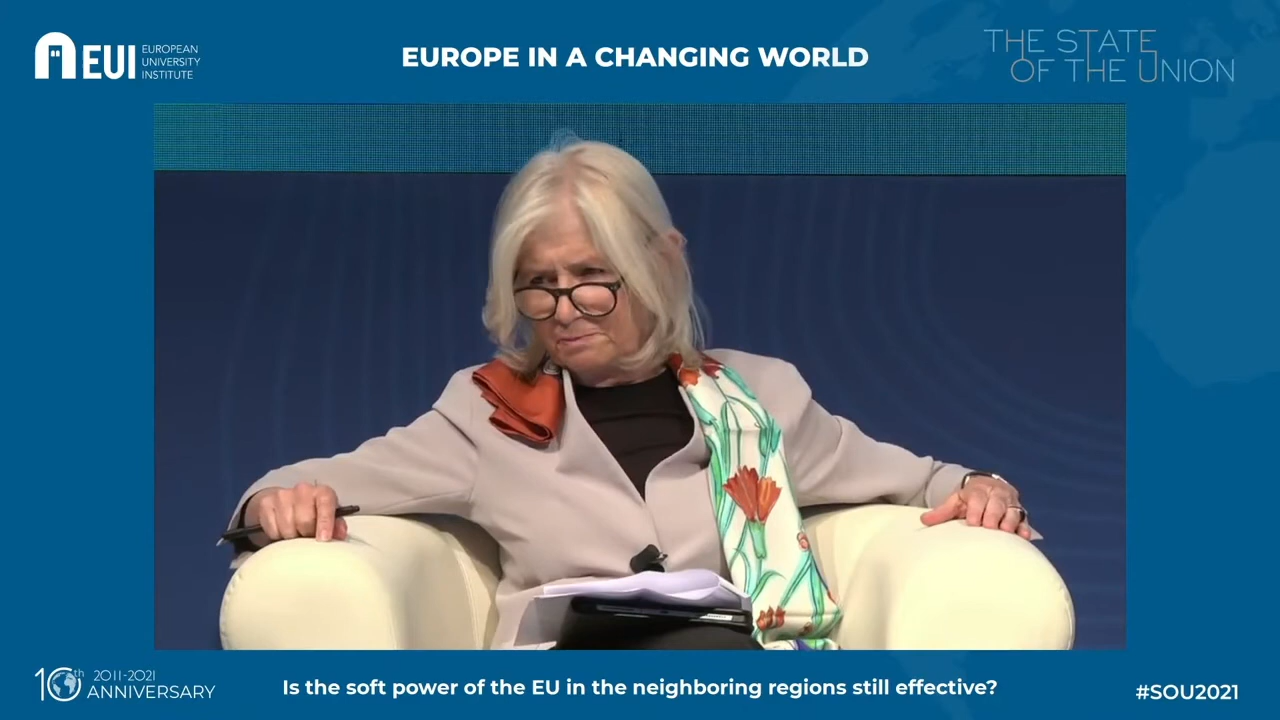 EUI
EUROPEAN
UNIVERSITY
INSTITUTE
EUROPE IN A CHANGING WORLD
THE STATE
OF THE UNION
10th
2011-2021
ANNIVERSARY
Is the soft power of the EU in the neighboring regions still effective?
#SOU2021